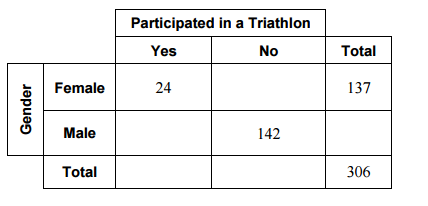 Participated in a Triathlon
Yes No Total
Gender
Female 24 137
Male 142
Total 306